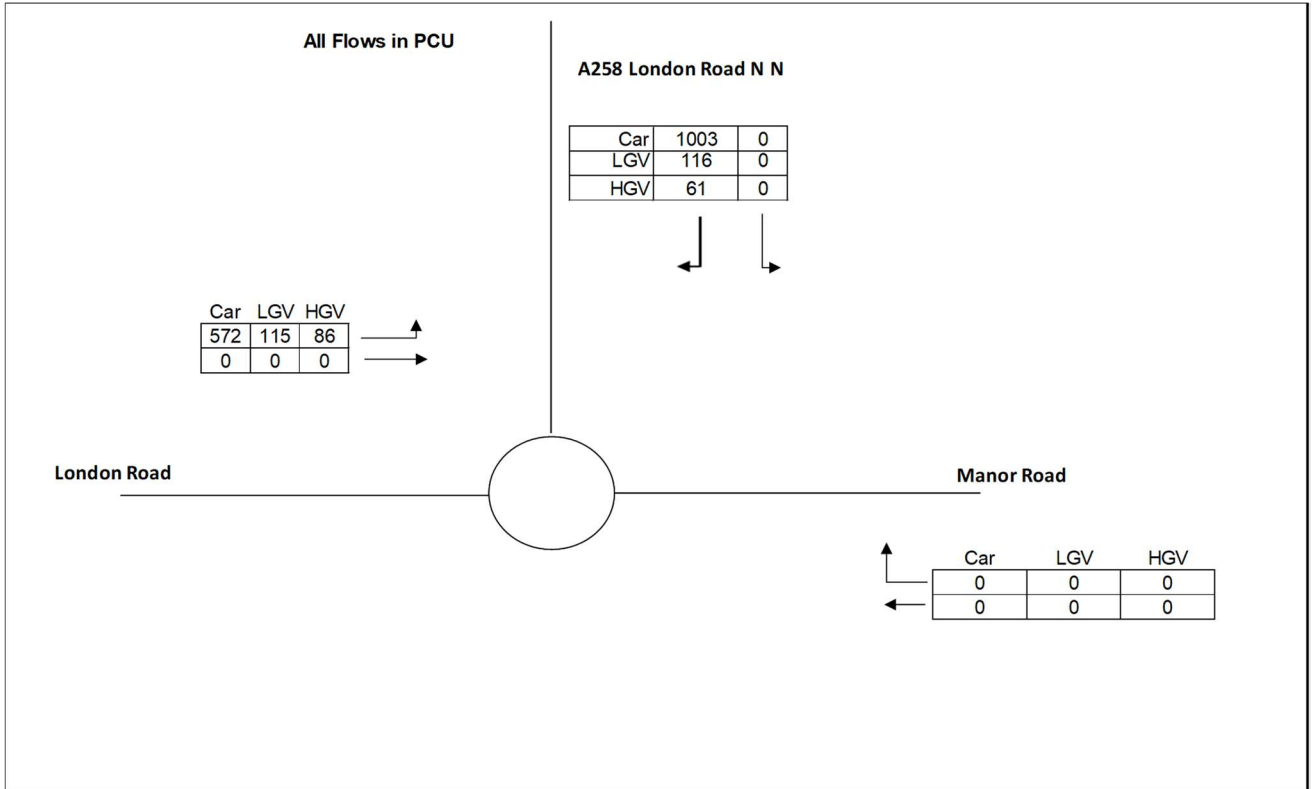 All Flows in PCU
A258 London Road N N
Car 1003 0
LGV 116 0
HGV 61 0
Car LGV HGV
572 115 86
0 0 0
London Road
Manor Road
Car LGV HGV
0 0 0
0 0 0